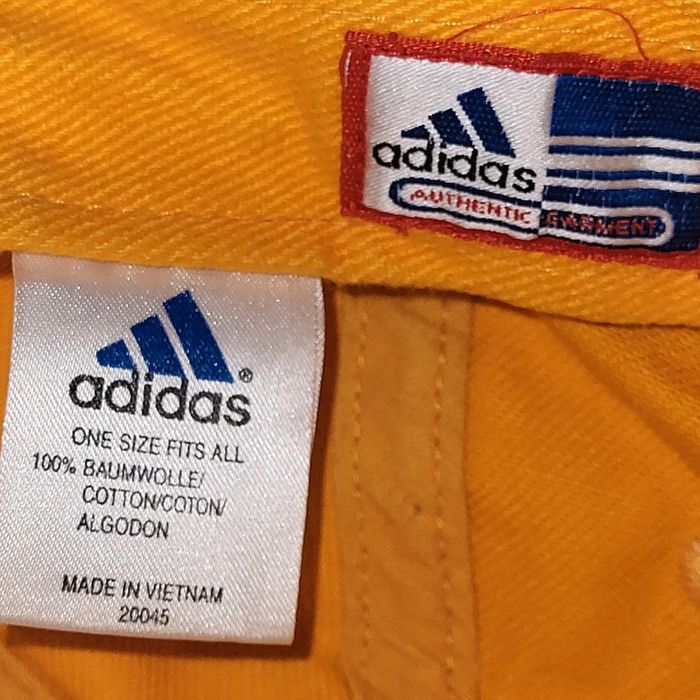 adidas
AUTHENTIC GARMENT
adidas®
ONE SIZE FITS ALL
100% BAUMWOLLE/
COTTON/COTON/
ALGODON
MADE IN VIETNAM
20045